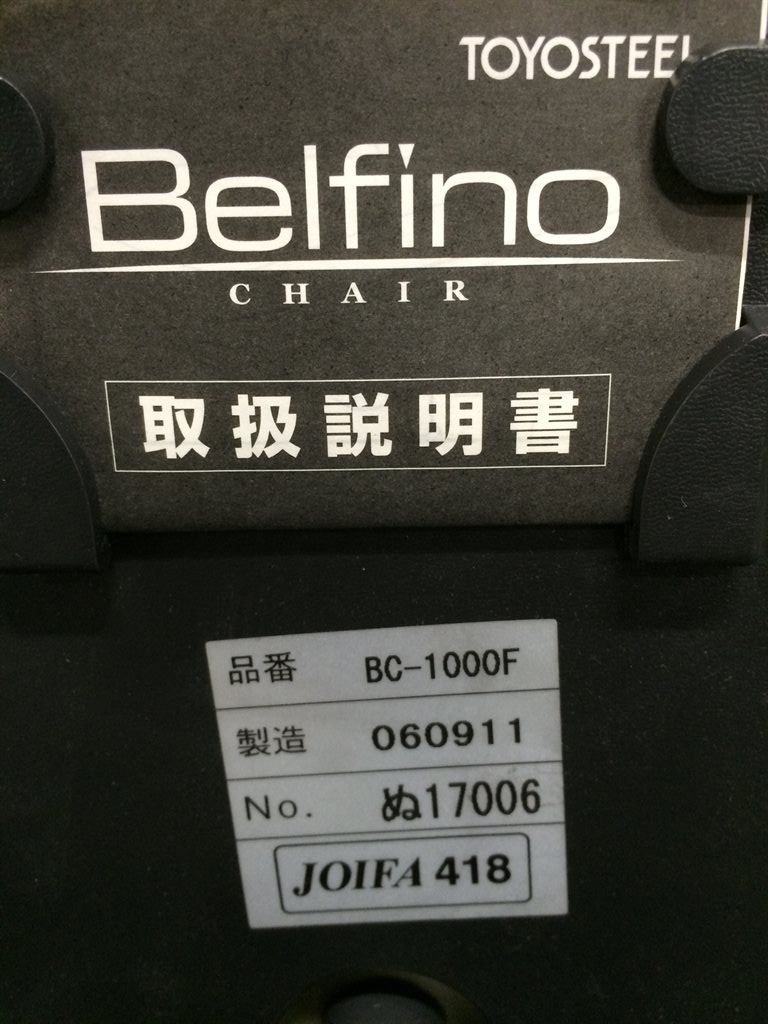 TOYOSTEEL
Belfino
CHAIR
取扱説明書
品番 BC-1000F
製造 060911
No. ぬ17006
JOIFA 418